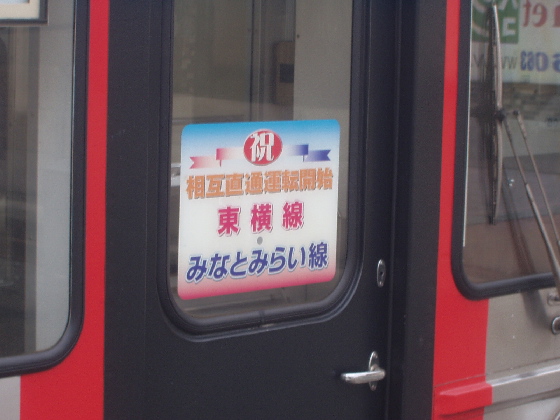 祝
相互直通運転開始
東横線
みなとみらい線